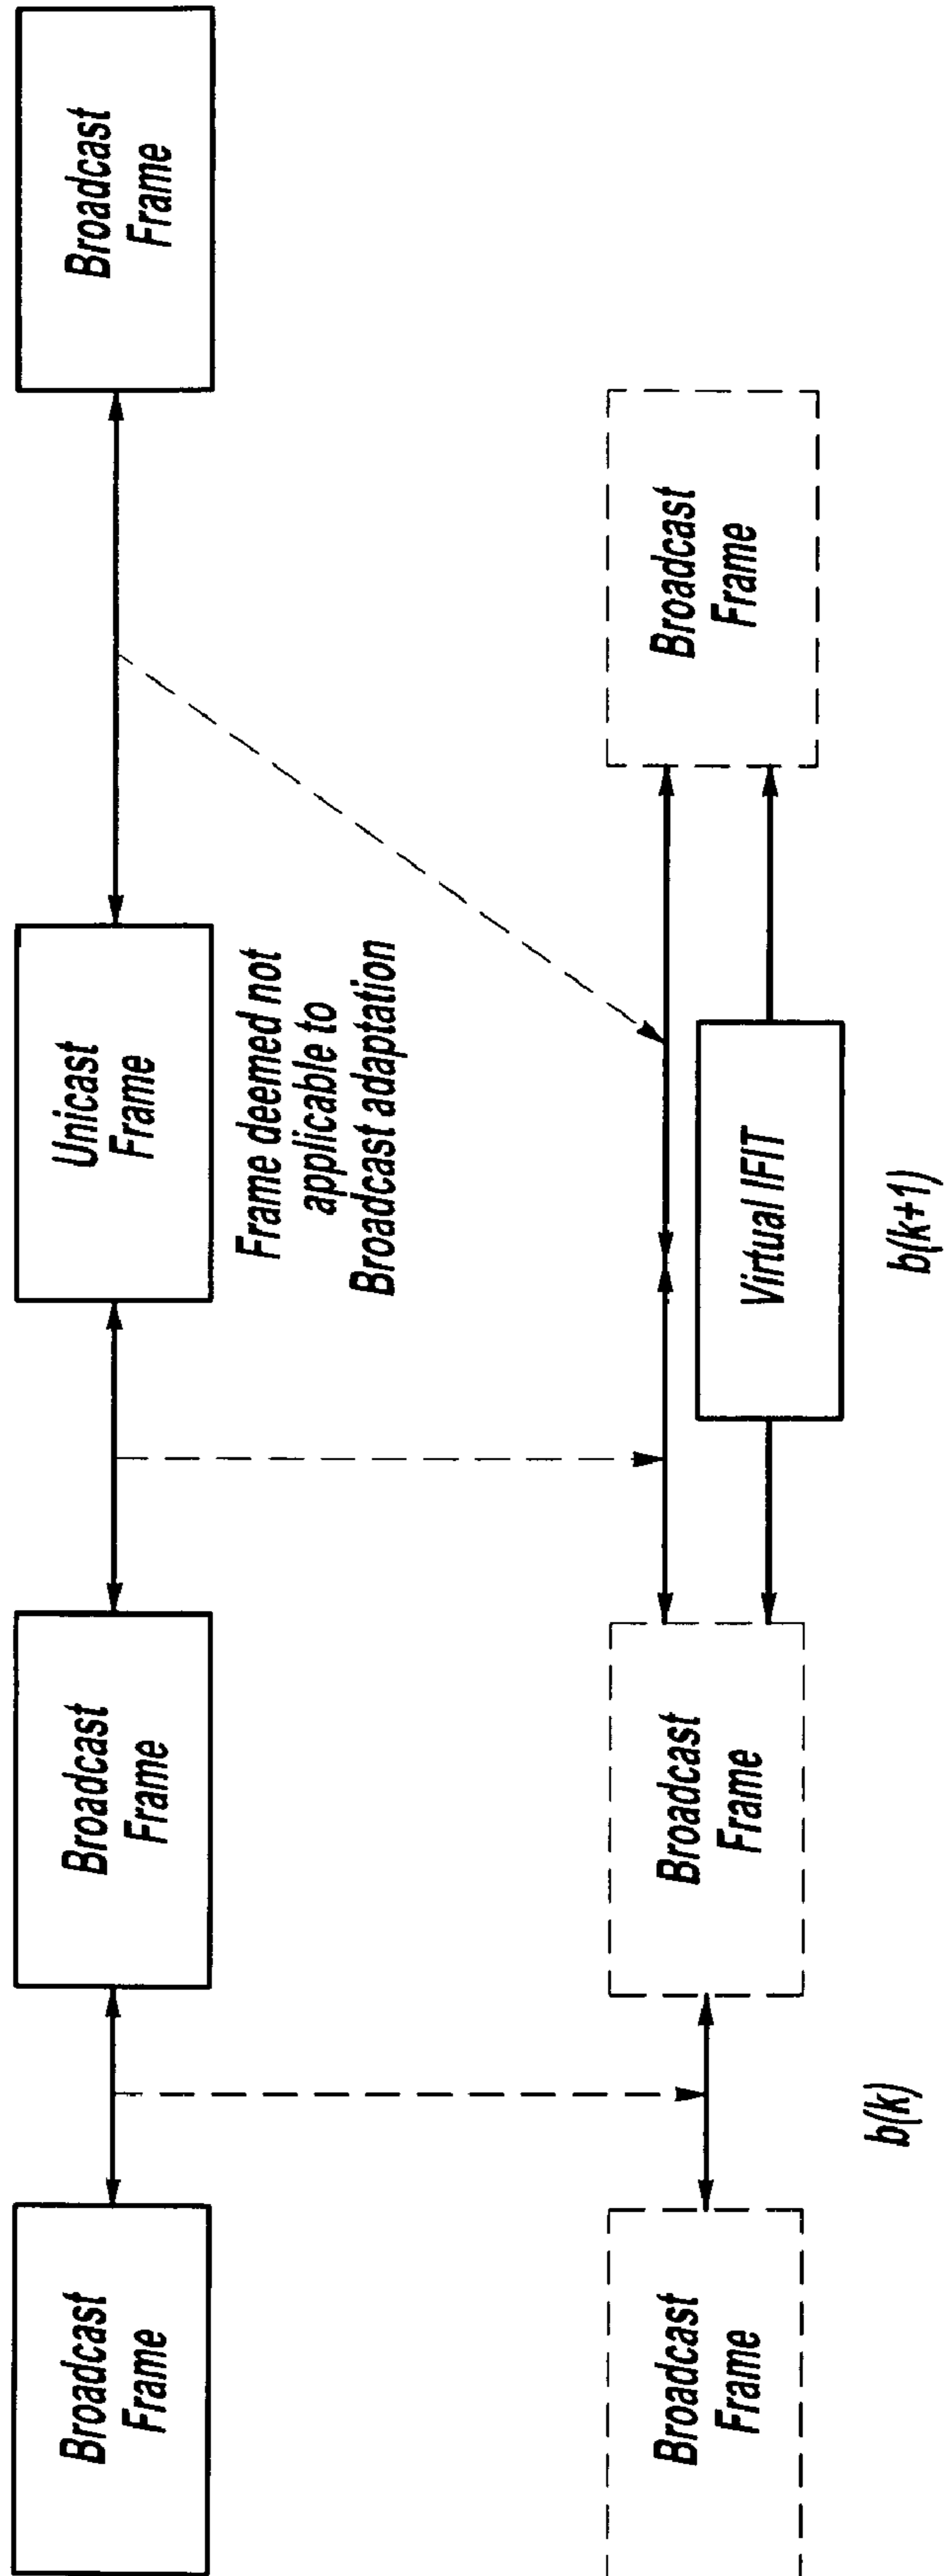 Broadcast
Frame
Broadcast
Frame
Unicast
Frame
Frame deemed not
applicable to
Broadcast adaptation
Broadcast
Frame
Broadcast
Frame
Broadcast
Frame
Virtual IFIT
Broadcast
Frame
b(k)
b(k+1)